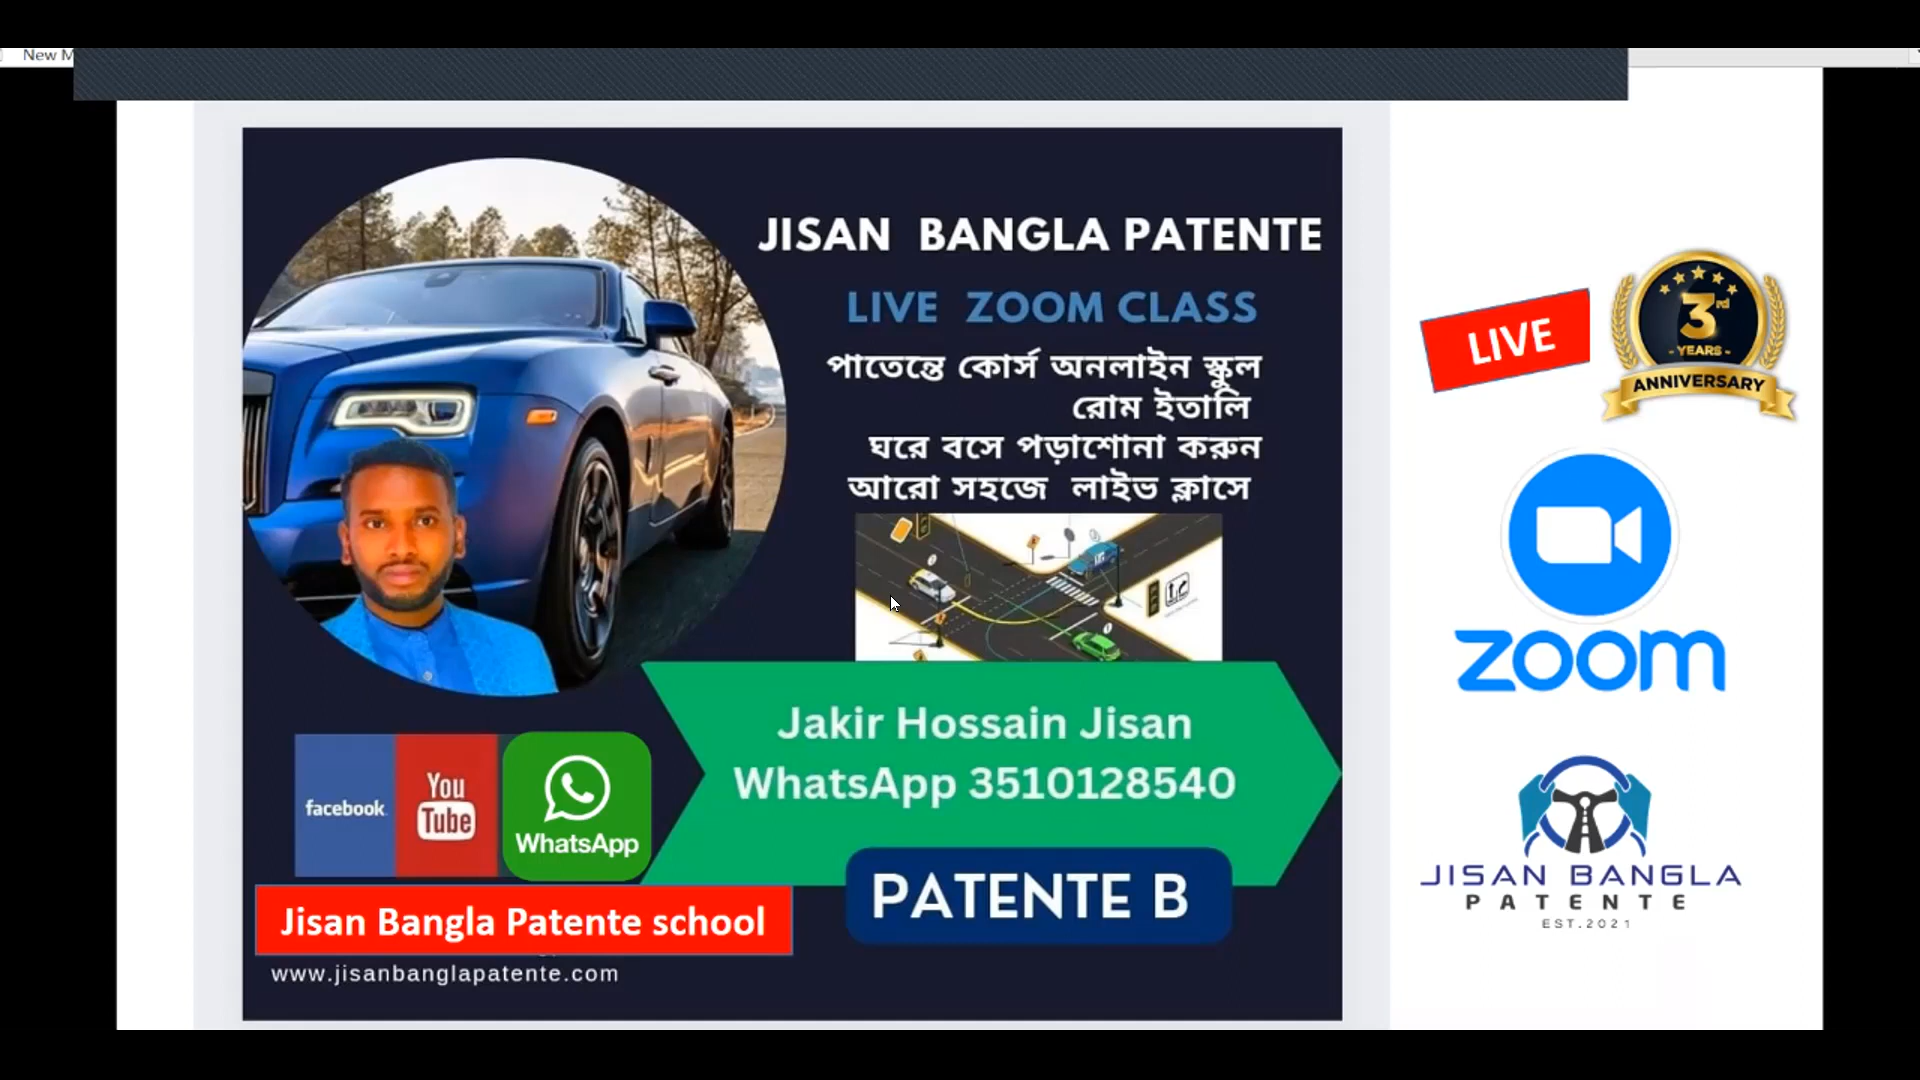 New M
JISAN BANGLA PATENTE
LIVE ZOOM CLASS
পাতেন্তে কোর্স অনলাইন স্কুল
রোম ইতালি
ঘরে বসে পড়াশোনা করুন
আরো সহজে লাইভ ক্লাসে
Jakir Hossain Jisan
WhatsApp 3510128540
facebook
You
Tube
WhatsApp
PATENTE B
Jisan Bangla Patente school
www.jisanbanglapatente.com
LIVE
3rd
- YEARS -
ANNIVERSARY
zoom
JISAN BANGLA
PATENTE
EST.2021